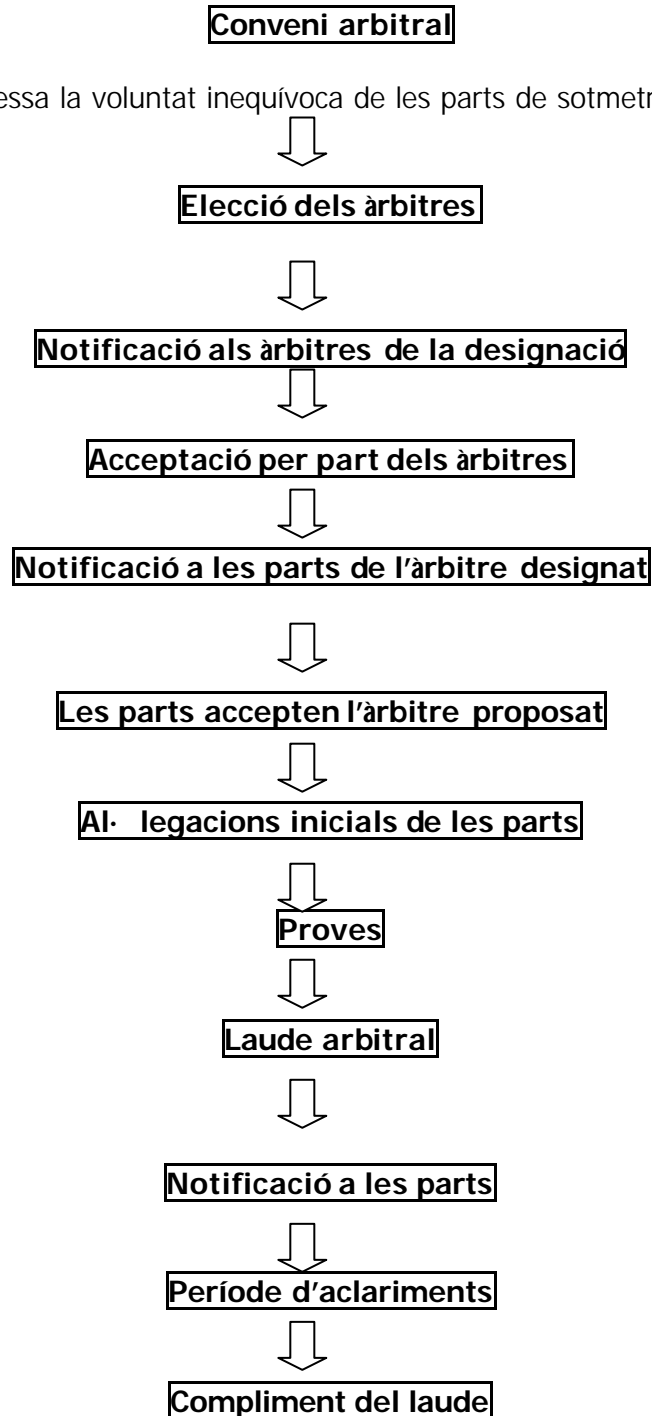 Conveni arbitral
essa la voluntat inequívoca de les parts de sotmetr
Elecció dels àrbitres
Notificació als àrbitres de la designació
Acceptació per part dels àrbitres
Notificació a les parts de l'àrbitre designat
Les parts accepten l'àrbitre proposat
Al· legacions inicials de les parts
Proves
Laude arbitral
Notificació a les parts
Període d'aclariments
Compliment del laude